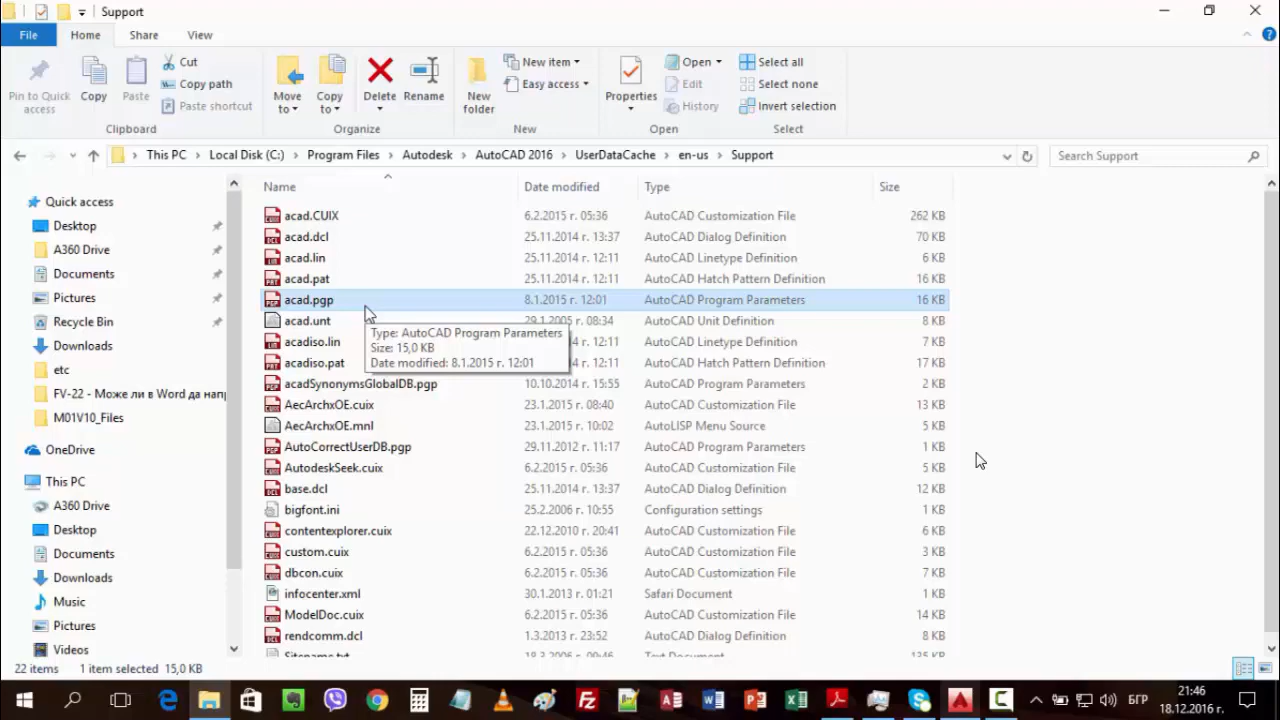 Support
File
Home
Share
View
Pin to Quick access
Copy
Paste
Cut
Copy path
Paste shortcut
Clipboard
Move to
Copy To
Delete
Rename
Organize
New folder
New item
Easy access
New
Properties
Open
Edit
History
Open
Select all
Select none
Invert selection
Select
This PC > Local Disk (C:) > Program Files > Autodesk > AutoCAD 2016 > UserDataCache > en-us > Support
Search Support
Name Date modified Type Size
Quick access
Desktop
A360 Drive
Documents
Pictures
Recycle Bin
Downloads
etc
FV-22 - Може ли в Word да напр
M01V10_Files
OneDrive
This PC
A360 Drive
Desktop
Documents
Downloads
Music
Pictures
Videos
acad.CUIX 6.2.2015 г. 05:36 AutoCAD Customization File 262 KB
acad.dcl 25.11.2014 г. 13:37 AutoCAD Dialog Definition 70 KB
acad.lin 25.11.2014 г. 12:11 AutoCAD Linetype Definition 6 KB
acad.pat 25.11.2014 г. 12:11 AutoCAD Hatch Pattern Definition 16 KB
acad.pgp 8.1.2015 г. 12:01 AutoCAD Program Parameters 16 KB
acad.unt 29.1.2005 г. 08:34 AutoCAD Unit Definition 8 KB
acadiso.lin г. 12:11 AutoCAD Linetype Definition 7 KB
acadiso.pat г. 12:11 AutoCAD Hatch Pattern Definition 17 KB
Type: AutoCAD Program Parameters
Size: 15,0 KB
Date modified: 8.1.2015 г. 12:01
acadSynonymsGlobalDB.pgp 10.10.2014 г. 15:55 AutoCAD Program Parameters 2 KB
AecArchxOE.cuix 23.1.2015 г. 08:40 AutoCAD Customization File 13 KB
AecArchxOE.mnl 23.1.2015 г. 10:02 AutoLISP Menu Source 5 KB
AutoCorrectUserDB.pgp 29.11.2012 г. 11:17 AutoCAD Program Parameters 1 KB
AutodeskSeek.cuix 6.2.2015 г. 05:36 AutoCAD Customization File 5 KB
base.dcl 25.11.2014 г. 13:37 AutoCAD Dialog Definition 12 KB
bigfont.ini 25.2.2006 г. 10:55 Configuration settings 1 KB
contentexplorer.cuix 22.12.2010 г. 20:41 AutoCAD Customization File 6 KB
custom.cuix 6.2.2015 г. 05:36 AutoCAD Customization File 3 KB
dbcon.cuix 6.2.2015 г. 05:36 AutoCAD Customization File 7 KB
infocenter.xml 30.1.2013 г. 01:21 Safari Document 1 KB
ModelDoc.cuix 6.2.2015 г. 05:36 AutoCAD Customization File 14 KB
rendcomm.dcl 1.3.2013 г. 23:52 AutoCAD Dialog Definition 8 KB
22 items 1 item selected 15,0 KB
БГР
21:46
18.12.2016 г.